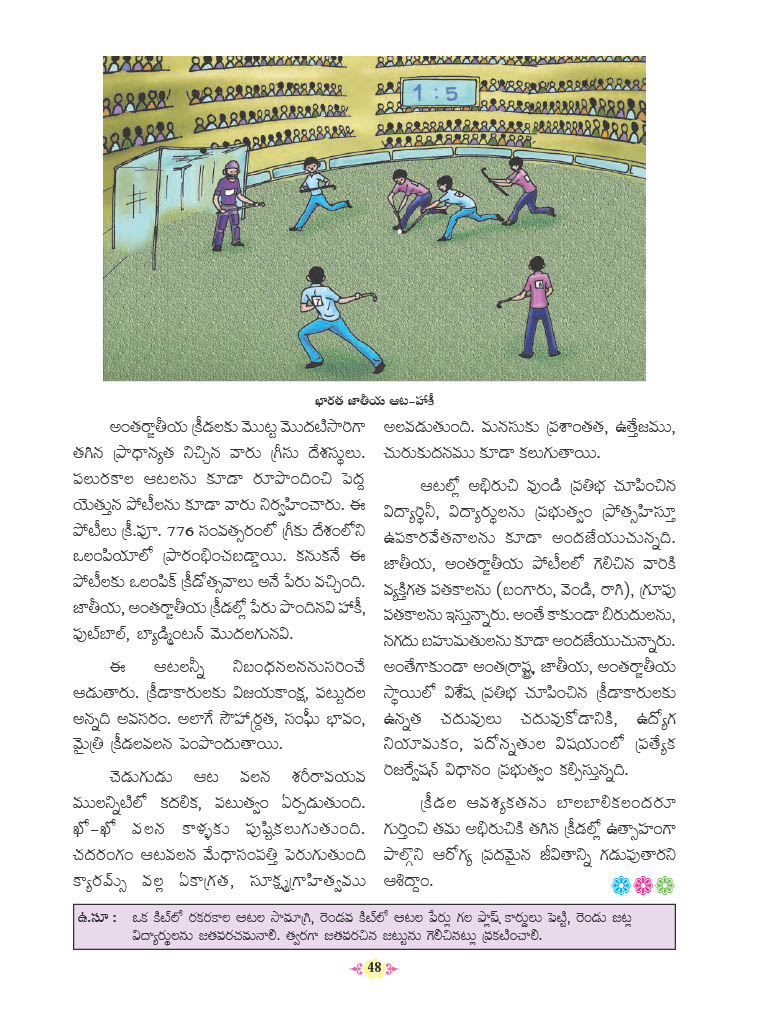 1 : 5
7
6
భారత జాతీయ ఆట-హాకీ
అంతర్జాతీయ క్రీడలకు మొట్ట మొదటిసారిగా
తగిన ప్రాధాన్యత నిచ్చిన వారు గ్రీసు దేశస్థులు.
పలురకాల ఆటలను కూడా రూపొందించి పెద్ద
యెత్తున పోటీలను కూడా వారు నిర్వహించారు. ఈ
పోటీలు క్రీ.పూ. 776 సంవత్సరంలో గ్రీకు దేశంలోని
ఒలంపియాలో ప్రారంభించబడ్డాయి. కనుకనే ఈ
పోటీలకు ఒలంపిక్ క్రీడోత్సవాలు అనే పేరు వచ్చింది.
జాతీయ, అంతర్జాతీయ క్రీడల్లో పేరు పొందినవి హాకీ,
ఫుట్‌బాల్, బ్యాడ్మింటన్ మొదలగునవి.
ఈ ఆటలన్నీ నిబంధనలననుసరించే
ఆడుతారు. క్రీడాకారులకు విజయకాంక్ష, పట్టుదల
అన్నది అవసరం. అలాగే సౌహార్ద్రత, సంఘీ భావం,
మైత్రి క్రీడలవలన పెంపొందుతాయి.
చెడుగుడు ఆట వలన శరీరావయవ
ములన్నిటిలో కదలిక, పటుత్వం ఏర్పడుతుంది.
ఖో-ఖో వలన కాళ్ళకు పుష్టికలుగుతుంది.
చదరంగం ఆటవలన మేధాసంపత్తి పెరుగుతుంది
క్యారమ్స్ వల్ల ఏకాగ్రత, సూక్ష్మగ్రాహిత్వము
అలవడుతుంది. మనసుకు ప్రశాంతత, ఉత్తేజము,
చురుకుదనము కూడా కలుగుతాయి.
ఆటల్లో అభిరుచి వుండి ప్రతిభ చూపించిన
విద్యార్థినీ, విద్యార్థులను ప్రభుత్వం ప్రోత్సహిస్తూ
ఉపకారవేతనాలను కూడా అందజేయుచున్నది.
జాతీయ, అంతర్జాతీయ పోటీలలో గెలిచిన వారికి
వ్యక్తిగత పతకాలను (బంగారు, వెండి, రాగి), గ్రూపు
పతకాలను ఇస్తున్నారు. అంతే కాకుండా బిరుదులను,
నగదు బహుమతులను కూడా అందజేయుచున్నారు.
అంతేగాకుండా అంతర్రాష్ట్ర, జాతీయ, అంతర్జాతీయ
స్థాయిలో విశేష ప్రతిభ చూపించిన క్రీడాకారులకు
ఉన్నత చదువులు చదువుకోడానికి, ఉద్యోగ
నియామకం, పదోన్నతుల విషయంలో ప్రత్యేక
రిజర్వేషన్ విధానం ప్రభుత్వం కల్పిస్తున్నది.
క్రీడల ఆవశ్యకతను బాలబాలికలందరూ
గుర్తించి తమ అభిరుచికి తగిన క్రీడల్లో ఉత్సాహంగా
పాల్గొని ఆరోగ్య ప్రదమైన జీవితాన్ని గడుపుతారని
ఆశిద్దాం.
ఉ.సూ : ఒక కిట్‌లో రకరకాల ఆటల సామాగ్రి, రెండవ కిట్‌లో ఆటల పేర్లు గల ఫ్లాష్ కార్డులు పెట్టి, రెండు జట్ల
విద్యార్థులను జతపరచమనాలి. త్వరగా జతపరచిన జట్టును గెలిచినట్లు ప్రకటించాలి.
48